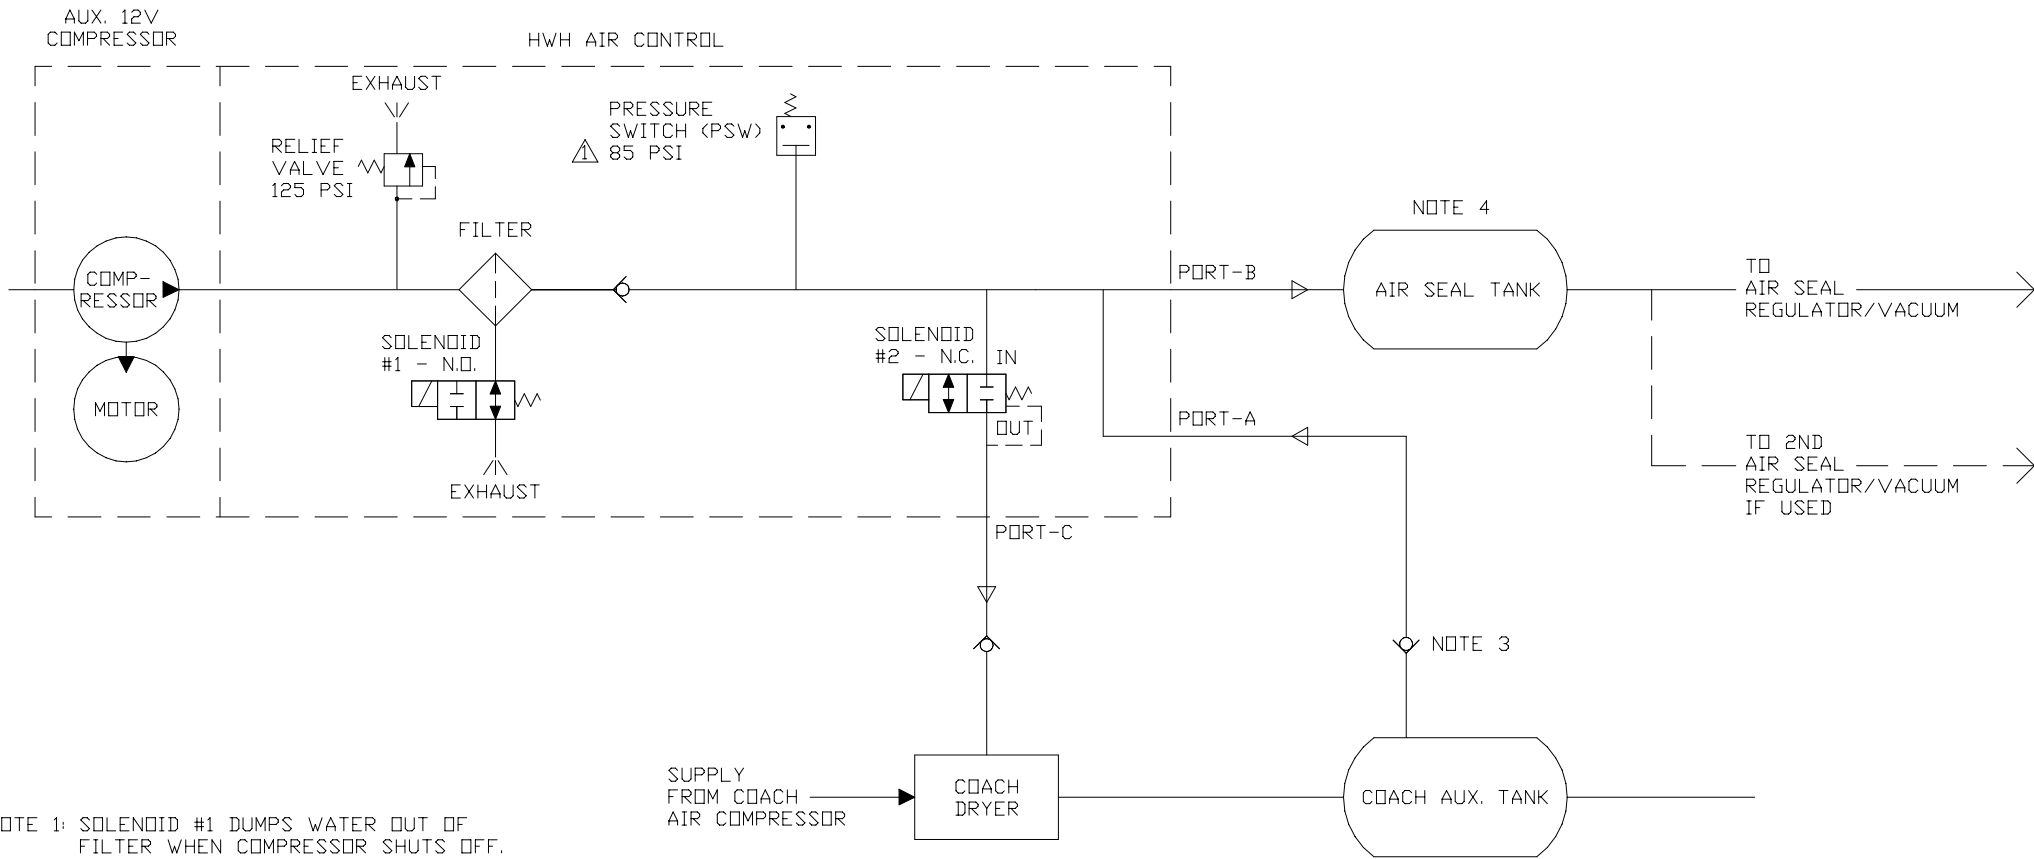 AUX. 12V
COMPRESSOR
HWH AIR CONTROL
EXHAUST
PRESSURE
SWITCH (PSW)
85 PSI
1
RELIEF
VALVE
125 PSI
FILTER
NOTE 4
COMP-
RESSOR
PORT-B
AIR SEAL TANK
TO
AIR SEAL
REGULATOR/VACUUM
SOLENOID
#1 - N.O.
SOLENOID
#2 - N.C.
IN
MOTOR
OUT
PORT-A
TO 2ND
AIR SEAL
REGULATOR/VACUUM
IF USED
EXHAUST
PORT-C
NOTE 3
SUPPLY
FROM COACH
AIR COMPRESSOR
COACH
DRYER
COACH AUX. TANK
OTE 1: SOLENOID #1 DUMPS WATER OUT OF
FILTER WHEN COMPRESSOR SHUTS OFF.